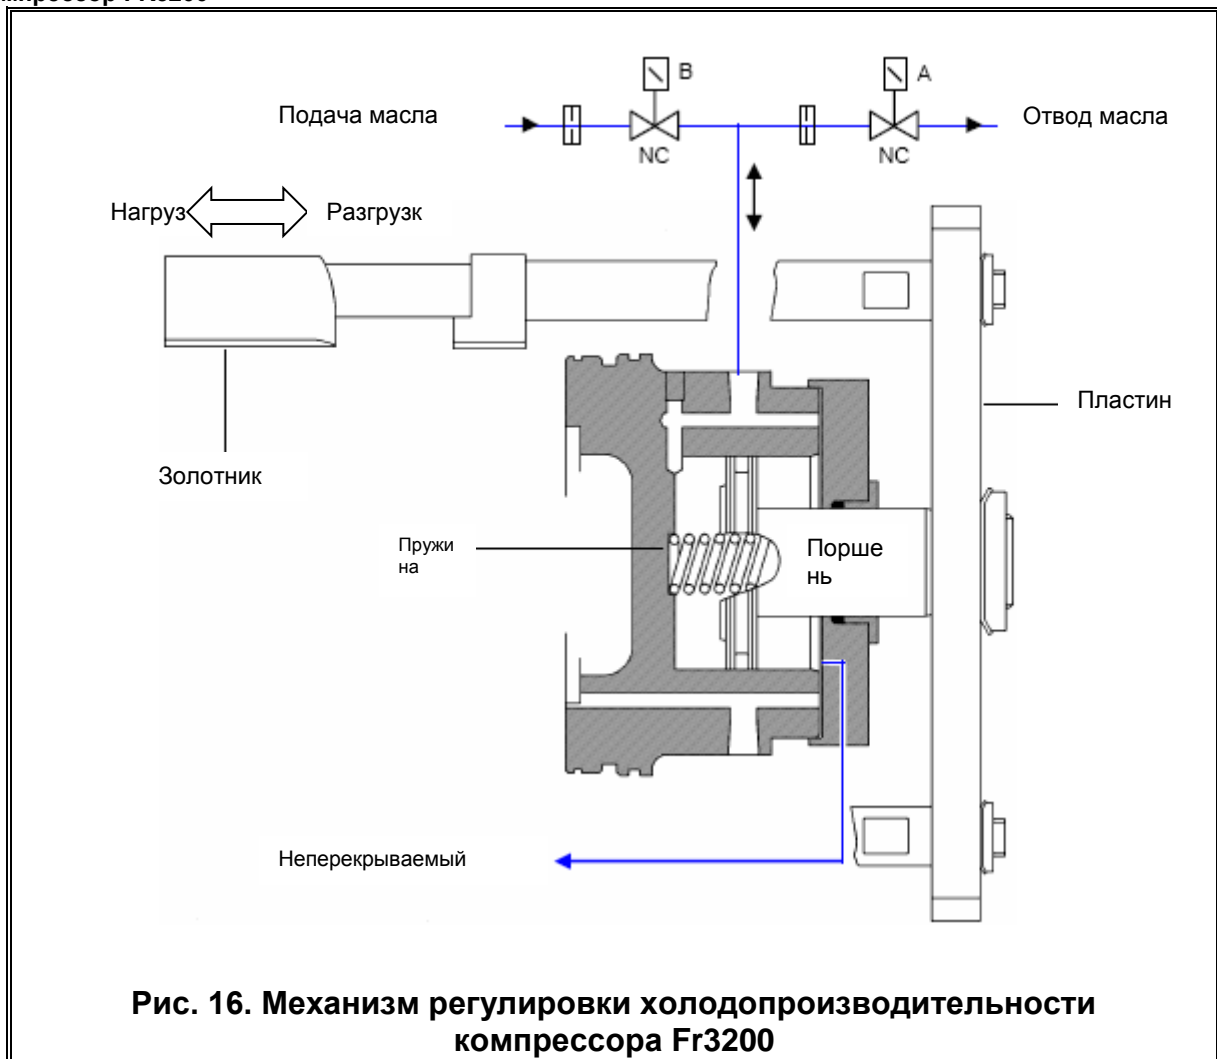 B
A
Подача масла
Отвод масла
NC
NC
Нагруз
Разгрузк
Пластин
Золотник
Пружи
на
Порше
нь
Неперекрываемый
Рис. 16. Механизм регулировки холодопроизводительности
компрессора Fr3200